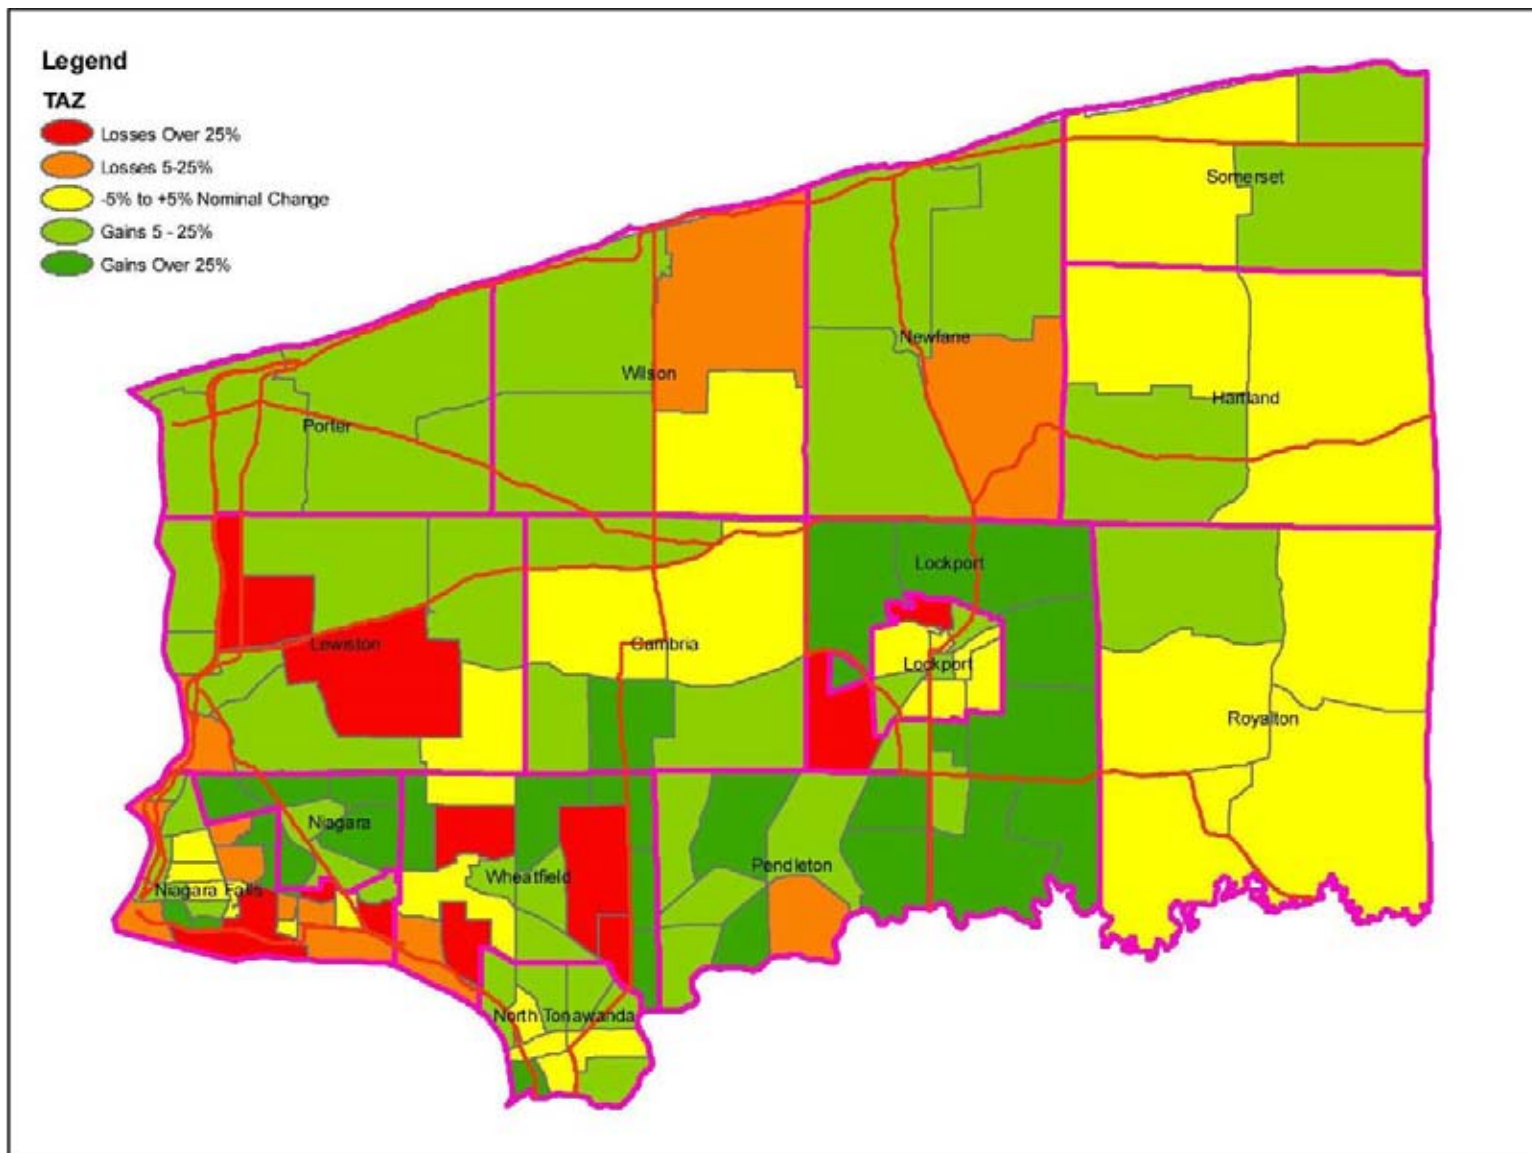 Legend
TAZ
Losses Over 25%
Losses 5-25%
-5% to +5% Nominal Change
Gains 5 - 25%
Gains Over 25%
Somerset
Newfane
Wilson
Hartland
Porter
Lockport
Lewiston
Cambria
Lockport
Royalton
Niagara
Pendleton
Wheatfield
Niagara Falls
North Tonawanda